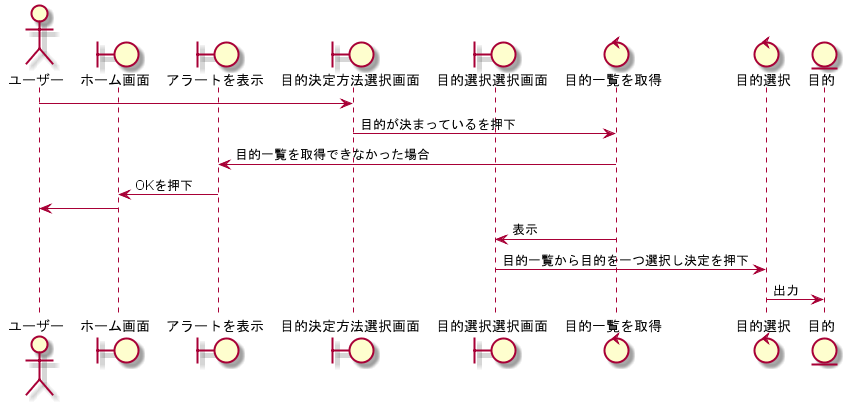 ユーザー ホーム画面 アラートを表示 目的決定方法選択画面 目的選択選択画面 目的一覧を取得 目的選択 目的
目的が決まっているを押下
目的一覧を取得できなかった場合
OKを押下
表示
目的一覧から目的を一つ選択し決定を押下
出力
ユーザー ホーム画面 アラートを表示 目的決定方法選択画面 目的選択選択画面 目的一覧を取得 目的選択 目的